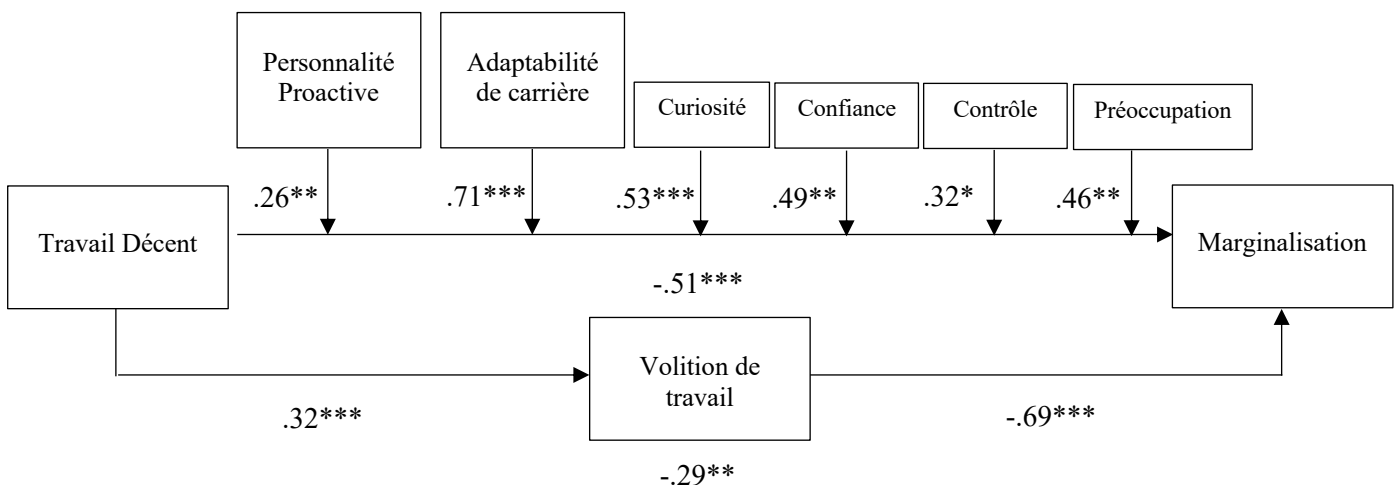 Personnalité
Proactive
Adaptabilité
de carrière
Curiosité
Confiance
Contrôle
Préoccupation
.26**
.71***
.53***
.49**
.32*
.46**
Travail Décent
Marginalisation
-.51***
Volition de
travail
.32***
-.69***
-.29**